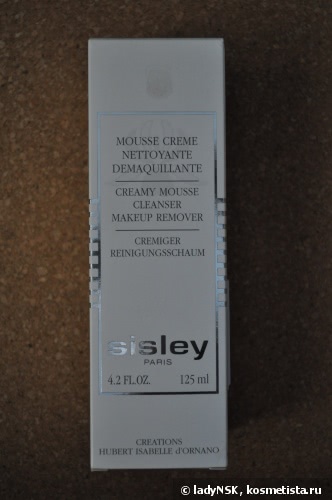 MOUSSE CREME
NETTOYANTE
DEMAQUILLANTE
CREAMY MOUSSE
CLEANSER
MAKEUP REMOVER
CREMIGER
REINIGUNGSSCHAUM
sisley
PARIS
4.2 FL.OZ. 125 ml
CREATIONS
HUBERT ISABELLE d'ORNANO
© ladyNSK, kosmetista.ru